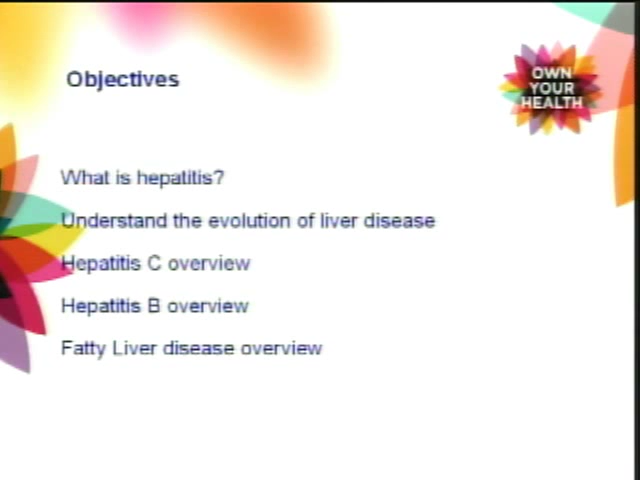 Objectives
OWN
YOUR
HEALTH
What is hepatitis?
Understand the evolution of liver disease
Hepatitis C overview
Hepatitis B overview
Fatty Liver disease overview